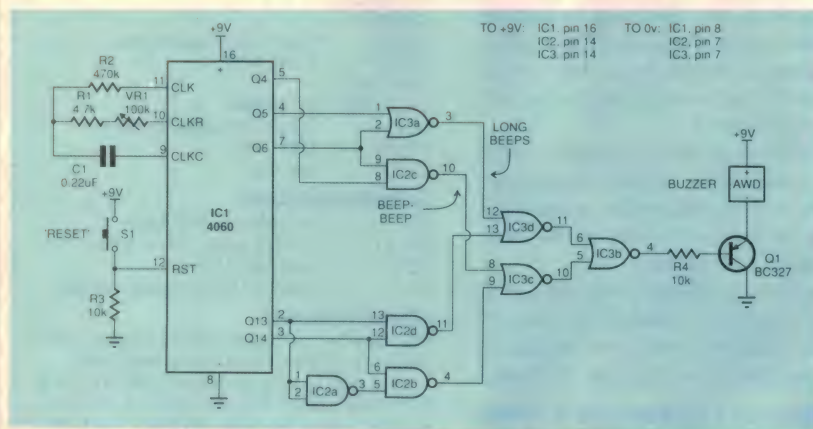 TO +9V: IC1, pin 16 TO 0v: IC1, pin 8
IC2, pin 14 IC2, pin 7
IC3, pin 14 IC3, pin 7
+9V
16
+
R2
470k
11 CLK
R1
4.7k
VR1
100k
10 CLKR
9 CLKC
C1
0.22uF
+9V
'RESET'
S1
12 RST
R3
10k
IC1
4060
8
Q4 5
Q5 4
Q6 7
Q13 2
Q14 3
1
2
IC3a
3
LONG
BEEPS
9
8
IC2c
10
BEEP-
BEEP
12
13
IC3d
11
8
9
IC3c
10
6
5
IC3b
4
R4
10k
+9V
BUZZER
+
AWD
-
Q1
BC327
13
12
IC2d
11
1
2
IC2a
3
6
5
IC2b
4